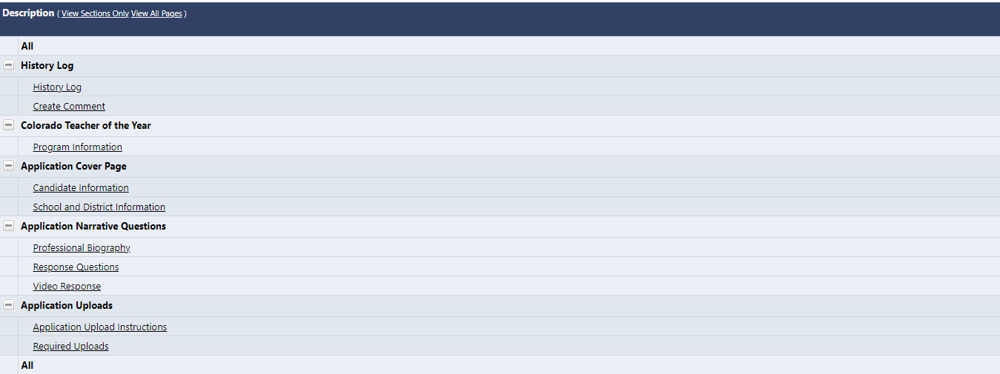 Description ( View Sections Only View All Pages )
All
History Log
History Log
Create Comment
Colorado Teacher of the Year
Program Information
Application Cover Page
Candidate Information
School and District Information
Application Narrative Questions
Professional Biography
Response Questions
Video Response
Application Uploads
Application Upload Instructions
Required Uploads
All